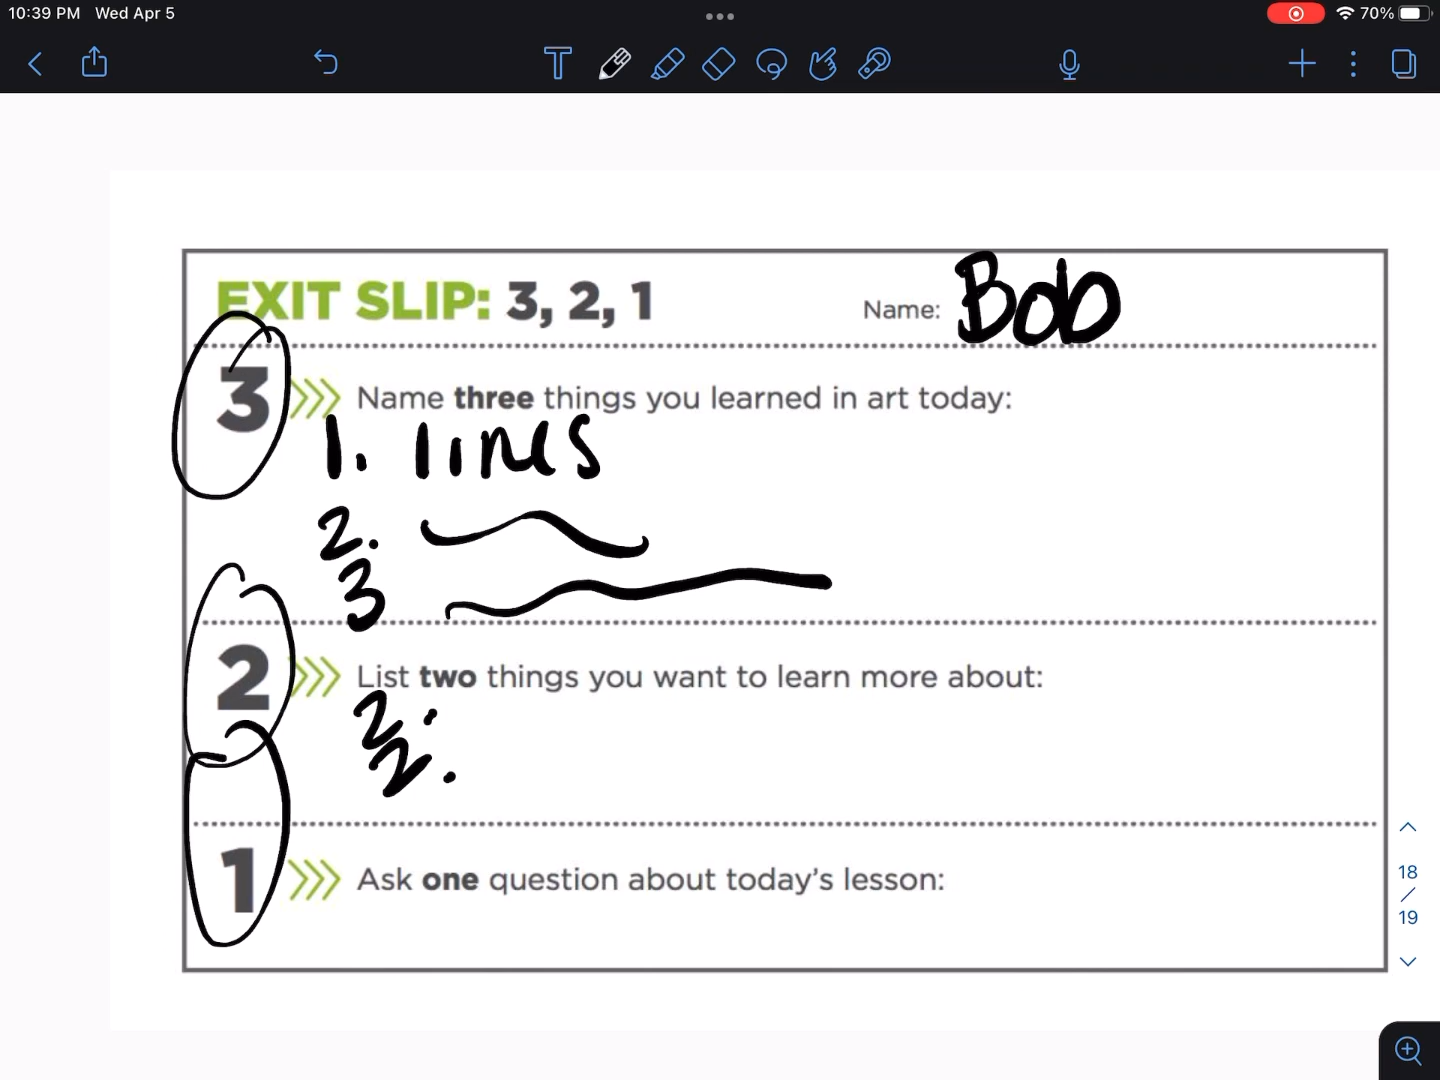 10:39 PM Wed Apr 5
70%
EXIT SLIP: 3, 2, 1
Name: Bob
3 Name three things you learned in art today:
1. lines
2.
3
2 List two things you want to learn more about:
2.
2.
1 Ask one question about today's lesson:
18
/
19